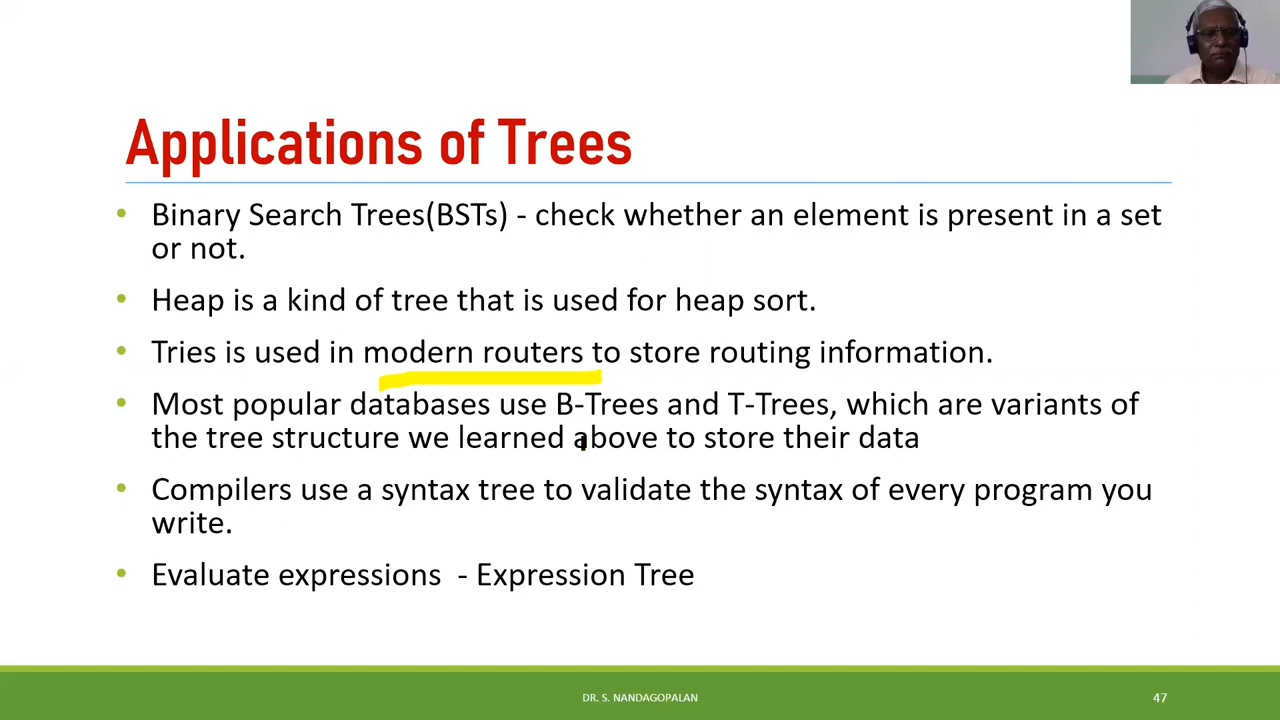 Applications of Trees
• Binary Search Trees(BSTs) - check whether an element is present in a set
or not.
• Heap is a kind of tree that is used for heap sort.
• Tries is used in modern routers to store routing information.
• Most popular databases use B-Trees and T-Trees, which are variants of
the tree structure we learned above to store their data
• Compilers use a syntax tree to validate the syntax of every program you
write.
• Evaluate expressions - Expression Tree
DR. S. NANDAGOPALAN
47